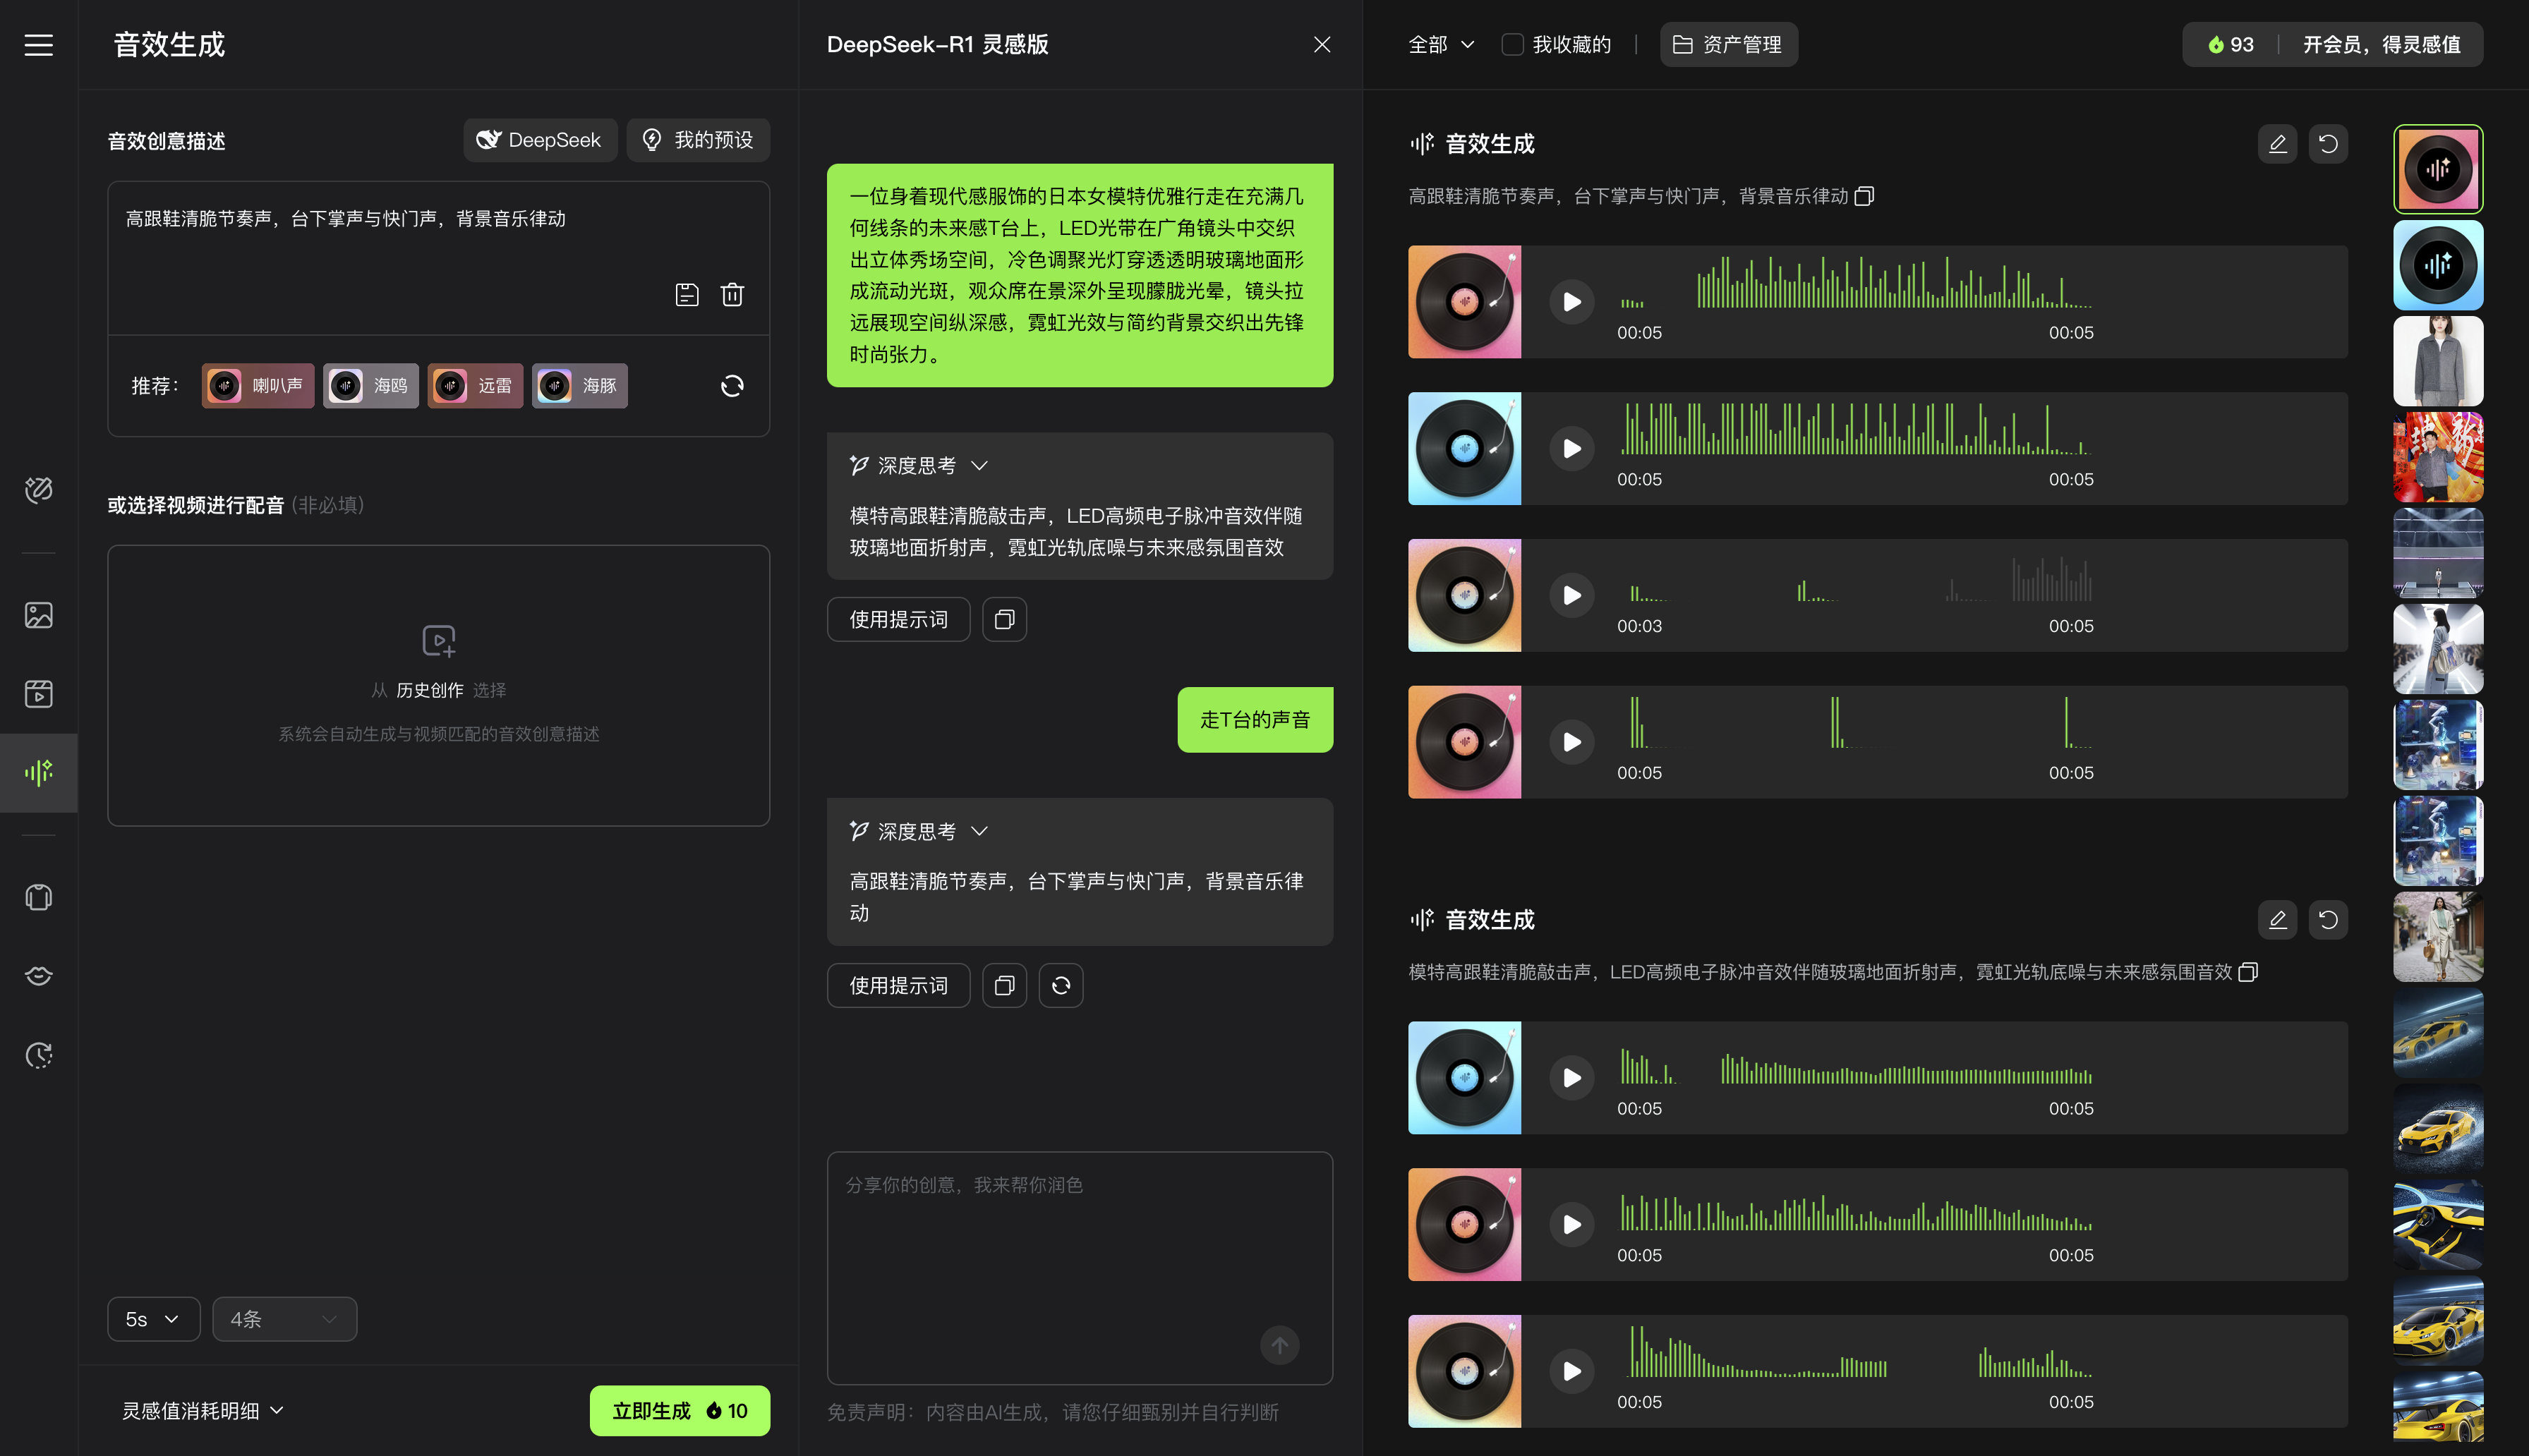 音效生成
音效创意描述
DeepSeek
我的预设
高跟鞋清脆节奏声，台下掌声与快门声，背景音乐律动
推荐：
喇叭声
海鸥
远雷
海豚
或选择视频进行配音 (非必填)
从 历史创作 选择
系统会自动生成与视频匹配的音效创意描述
5s
4条
灵感值消耗明细
立即生成 10
DeepSeek-R1 灵感版
一位身着现代感服饰的日本女模特优雅行走在充满几
何线条的未来感T台上，LED光带在广角镜头中交织
出立体秀场空间，冷色调聚光灯穿透透明玻璃地面形
成流动光斑，观众席在景深外呈现朦胧光晕，镜头拉
远展现空间纵深感，霓虹光效与简约背景交织出先锋
时尚张力。
深度思考
模特高跟鞋清脆敲击声，LED高频电子脉冲音效伴随
玻璃地面折射声，霓虹光轨底噪与未来感氛围音效
使用提示词
走T台的声音
深度思考
高跟鞋清脆节奏声，台下掌声与快门声，背景音乐律
动
使用提示词
分享你的创意，我来帮你润色
免责声明：内容由AI生成，请您仔细甄别并自行判断
全部
我收藏的
资产管理
93
开会员，得灵感值
音效生成
高跟鞋清脆节奏声，台下掌声与快门声，背景音乐律动
00:05
00:05
00:05
00:05
00:03
00:05
00:05
00:05
音效生成
模特高跟鞋清脆敲击声，LED高频电子脉冲音效伴随玻璃地面折射声，霓虹光轨底噪与未来感氛围音效
00:05
00:05
00:05
00:05
00:05
00:05